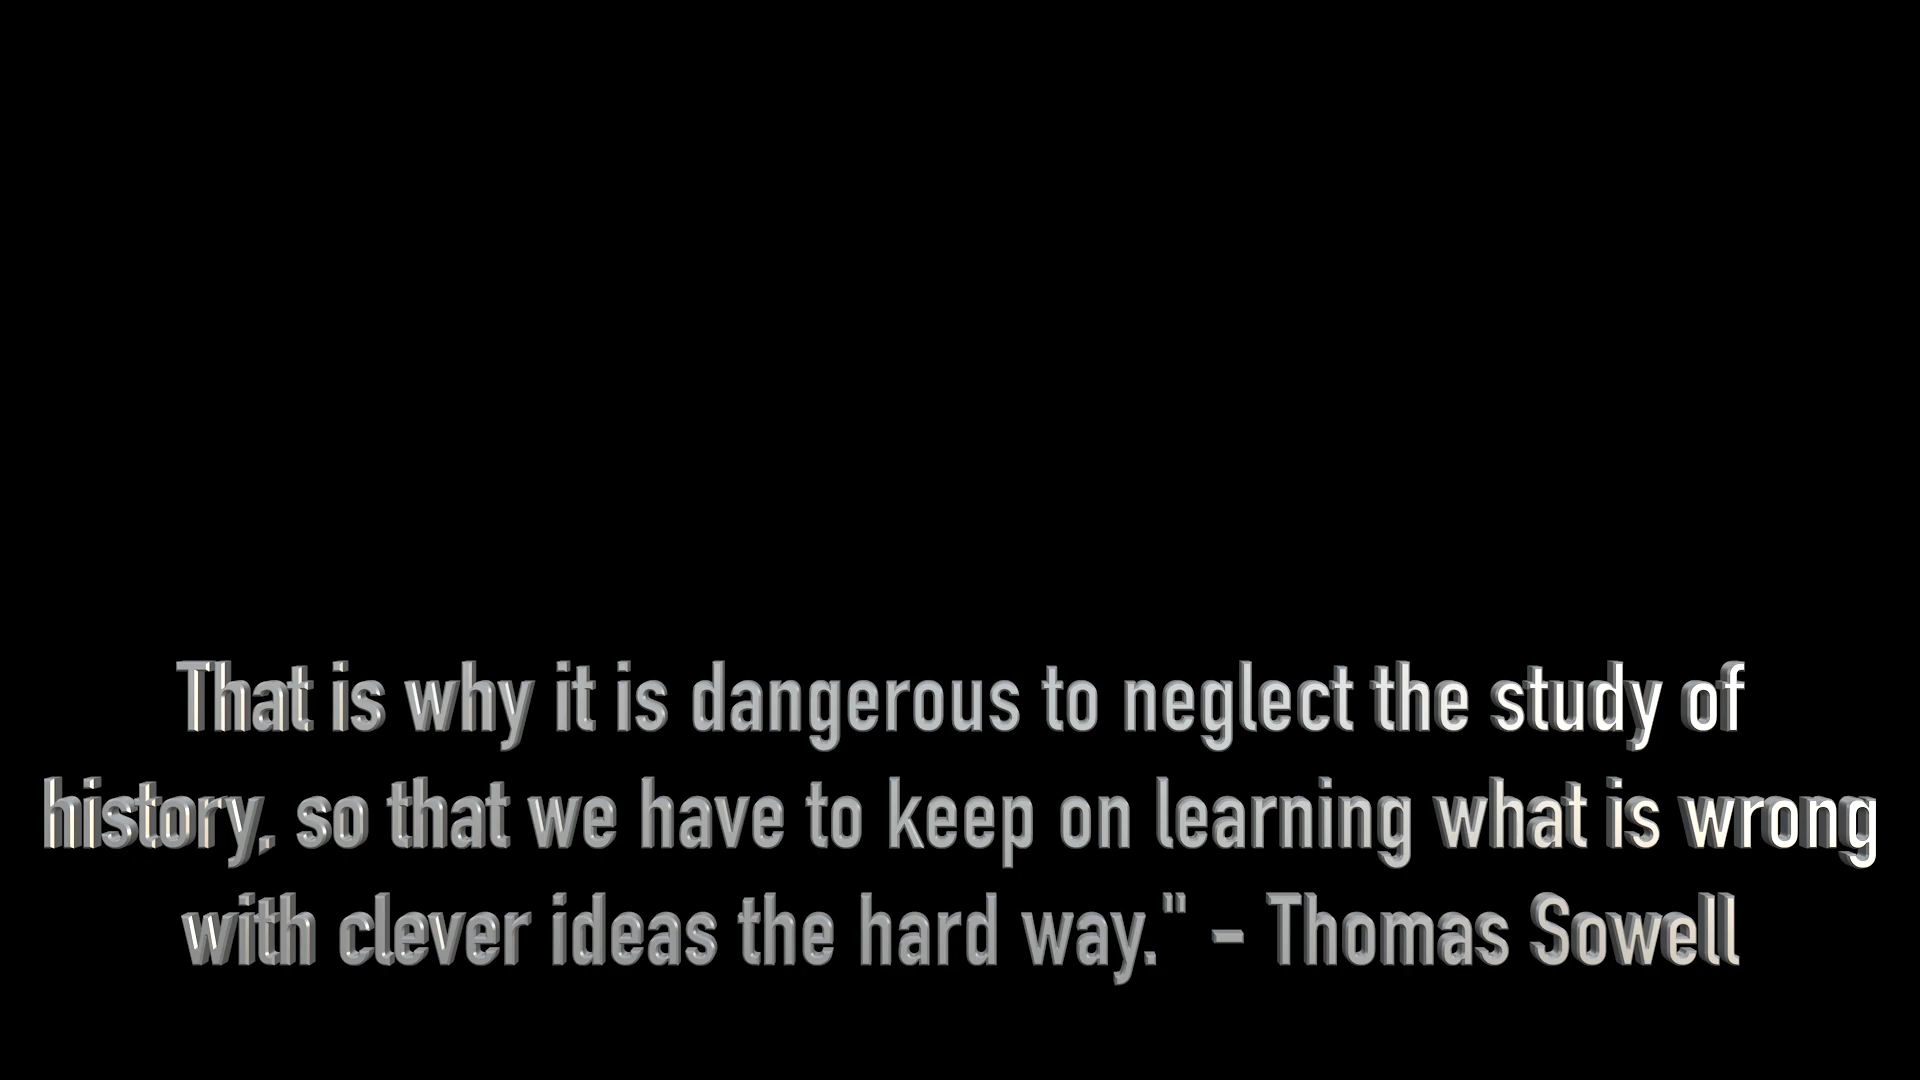 That is why it is dangerous to neglect the study of
history, so that we have to keep on learning what is wrong
with clever ideas the hard way." - Thomas Sowell